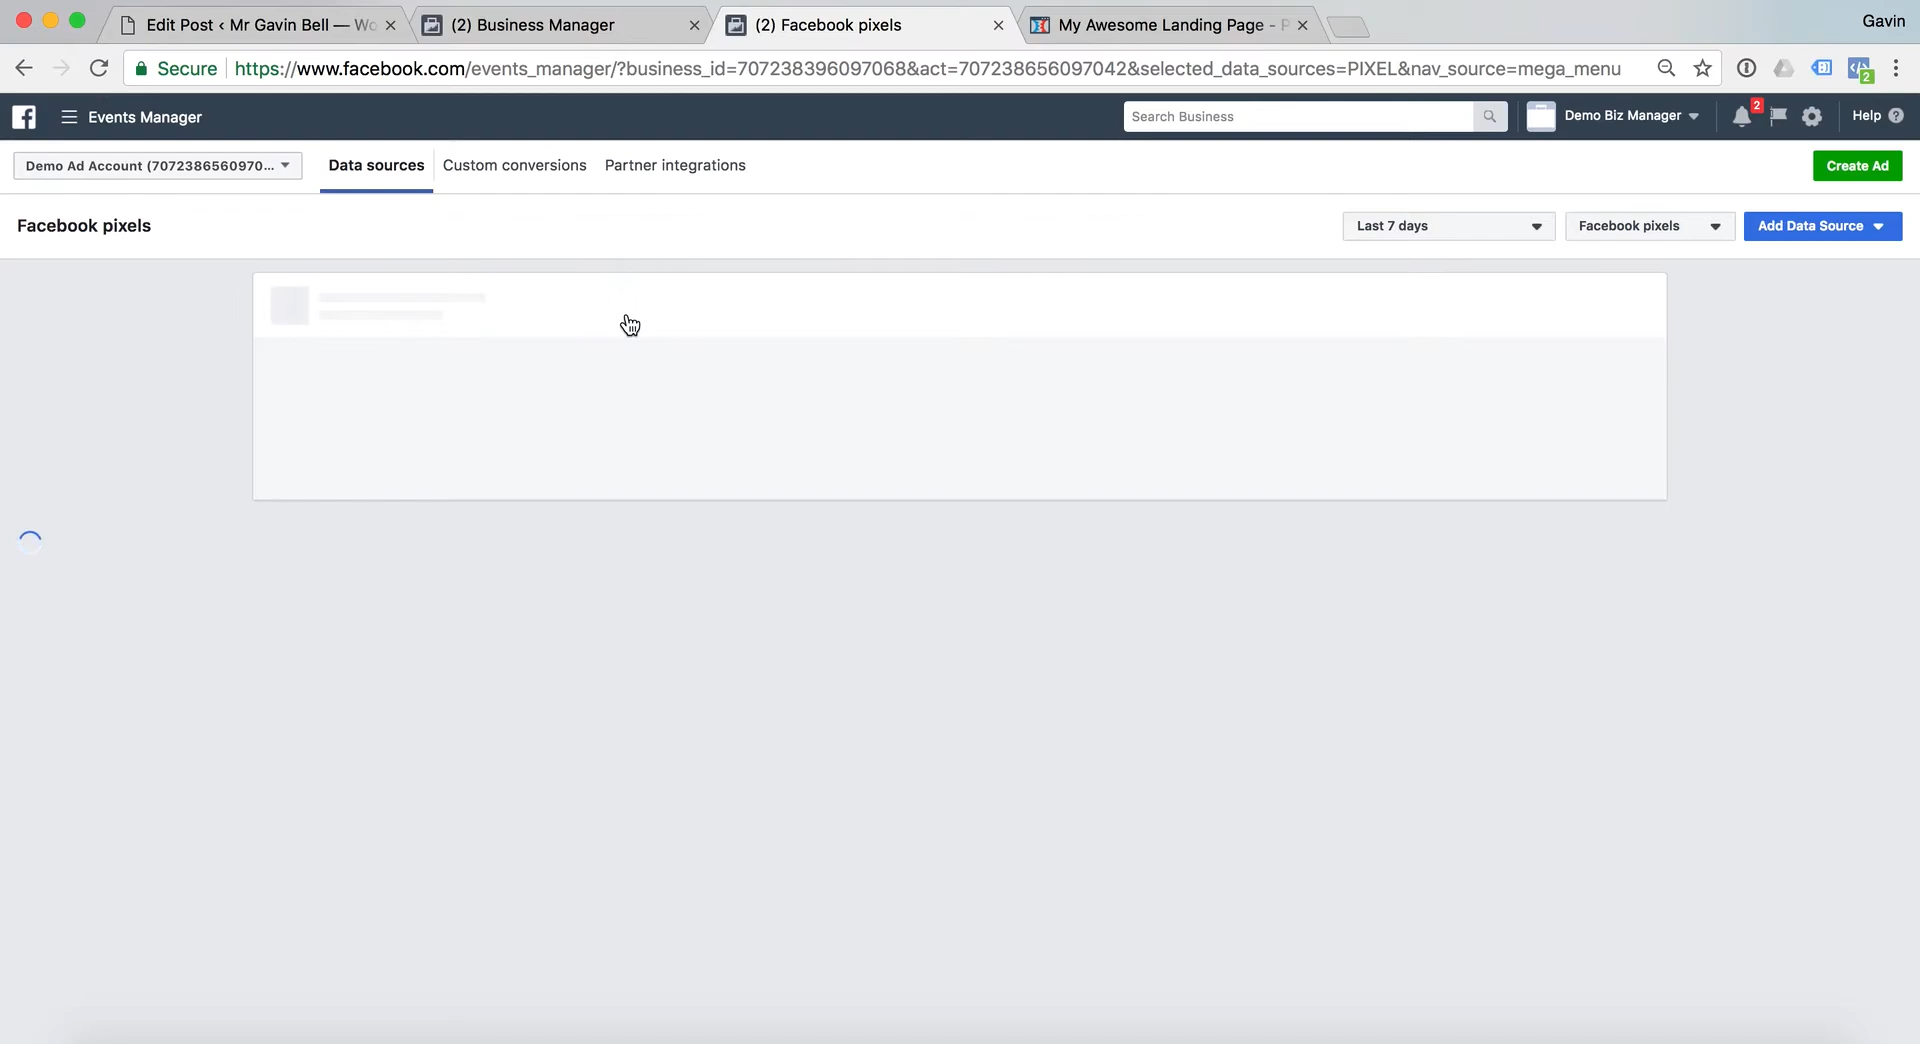 Edit Post ‹ Mr Gavin Bell — Wo
(2) Business Manager
(2) Facebook pixels
My Awesome Landing Page - P
Gavin
Secure
https://www.facebook.com/events_manager/?business_id=707238396097068&act=707238656097042&selected_data_sources=PIXEL&nav_source=mega_menu
2
Events Manager
Search Business
Demo Biz Manager
2
Help
Demo Ad Account (7072386560970...
Data sources
Custom conversions
Partner integrations
Create Ad
Facebook pixels
Last 7 days
Facebook pixels
Add Data Source